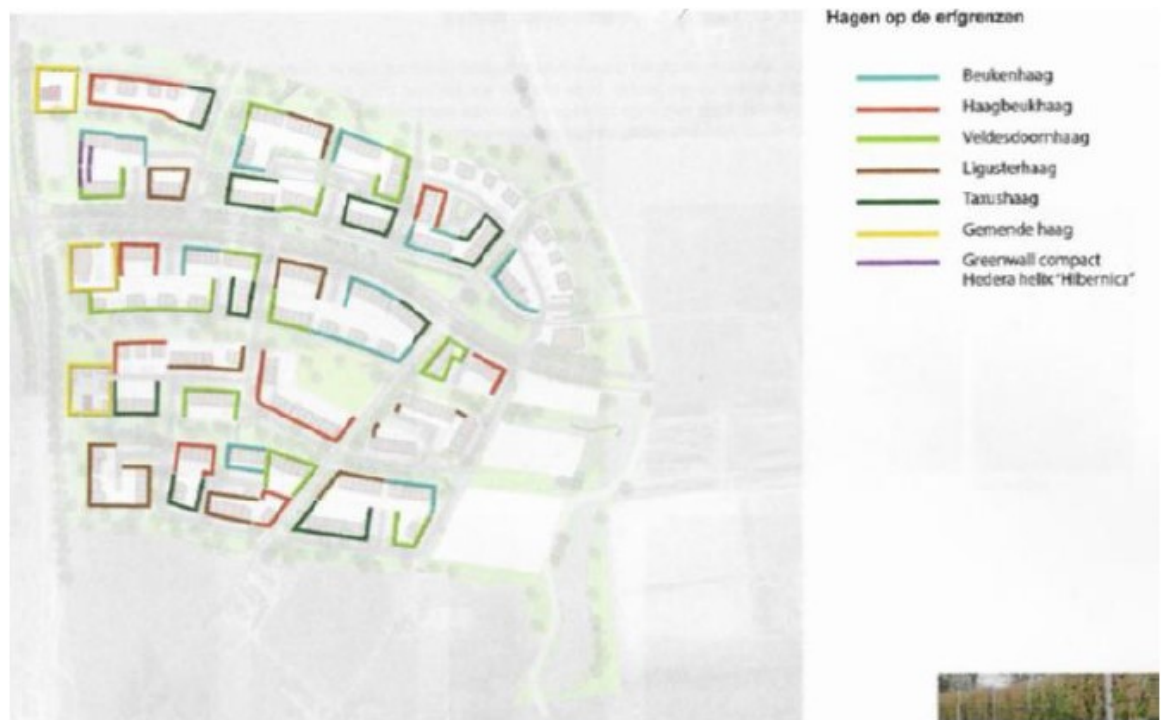 Hagen op de erfgrenzen
Beukenhaag
Haagbeukhaag
Veldesdoornhaag
Ligusterhaag
Taxushaag
Gemende haag
Greenwall compact
Hedera helix "Hibernica"